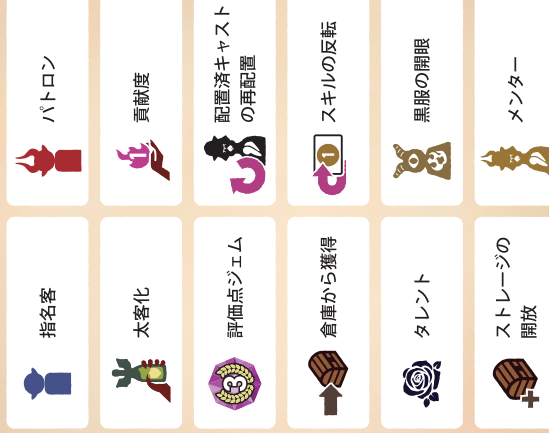 パトロン
貢献度
1
配置済キャスト
の再配置
スキルの反転
1
黒服の開眼
メンター
指名客
太客化
評価点ジェム
3
倉庫から獲得
タレント
ストレージの
開放